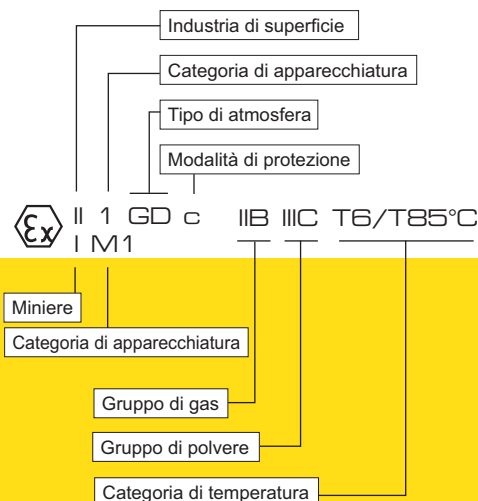 Industria di superficie
Categoria di apparecchiatura
Tipo di atmosfera
Modalità di protezione
Ex II 1 GD c IIB IIIC T6/T85°C
I M1
Miniere
Categoria di apparecchiatura
Gruppo di gas
Gruppo di polvere
Categoria di temperatura